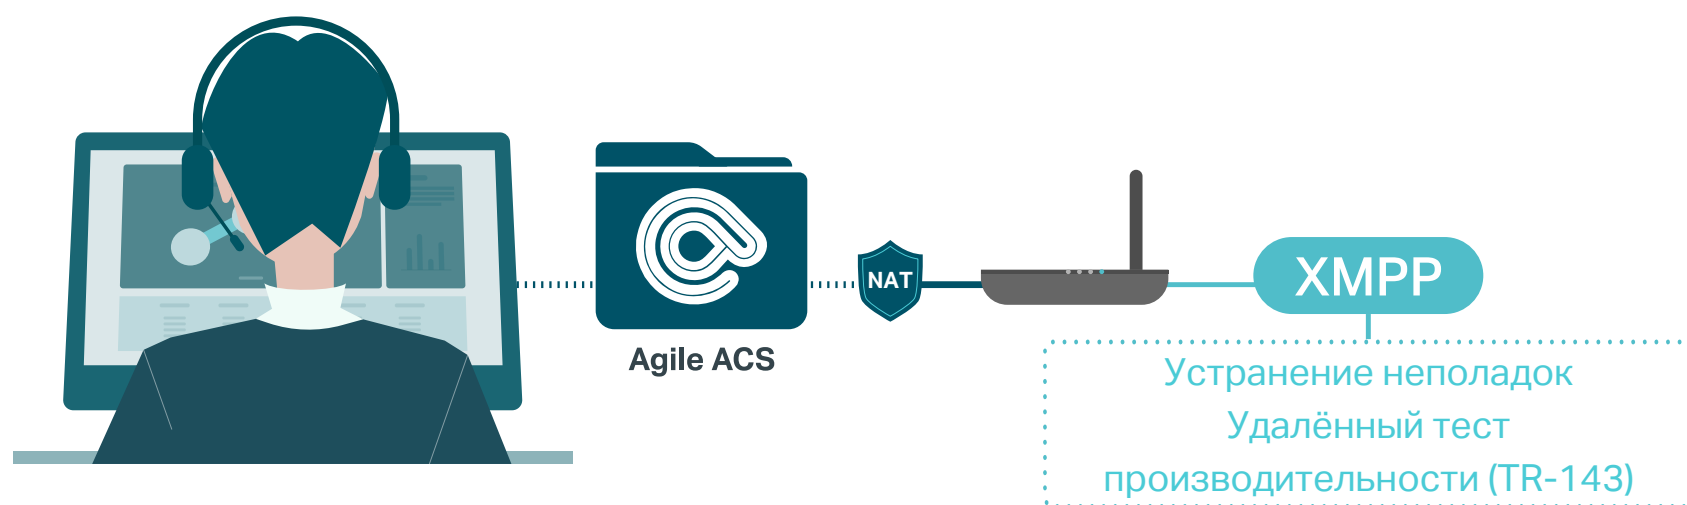 NAT
XMPP
Agile ACS
Устранение неполадок
Удалённый тест
производительности (TR-143)